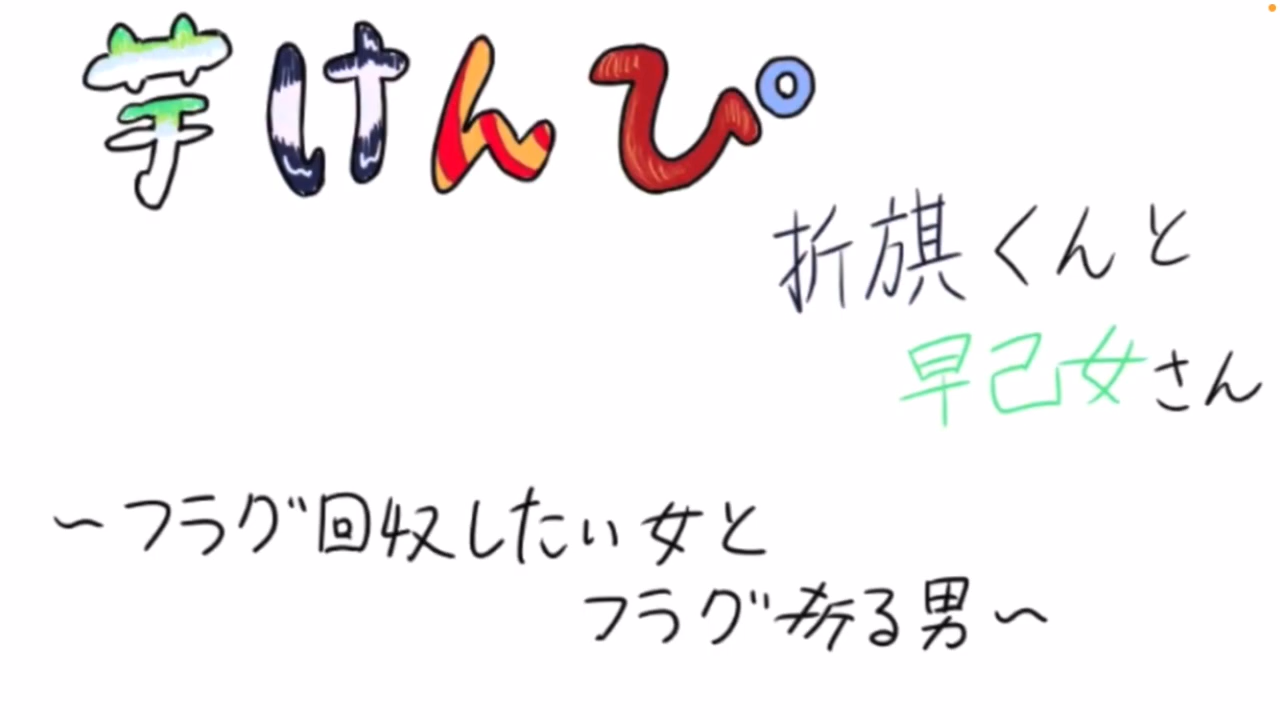 芋けんぴ
折旗くんと
早乙女さん
～フラグ回収したい女と
フラグ折る男～